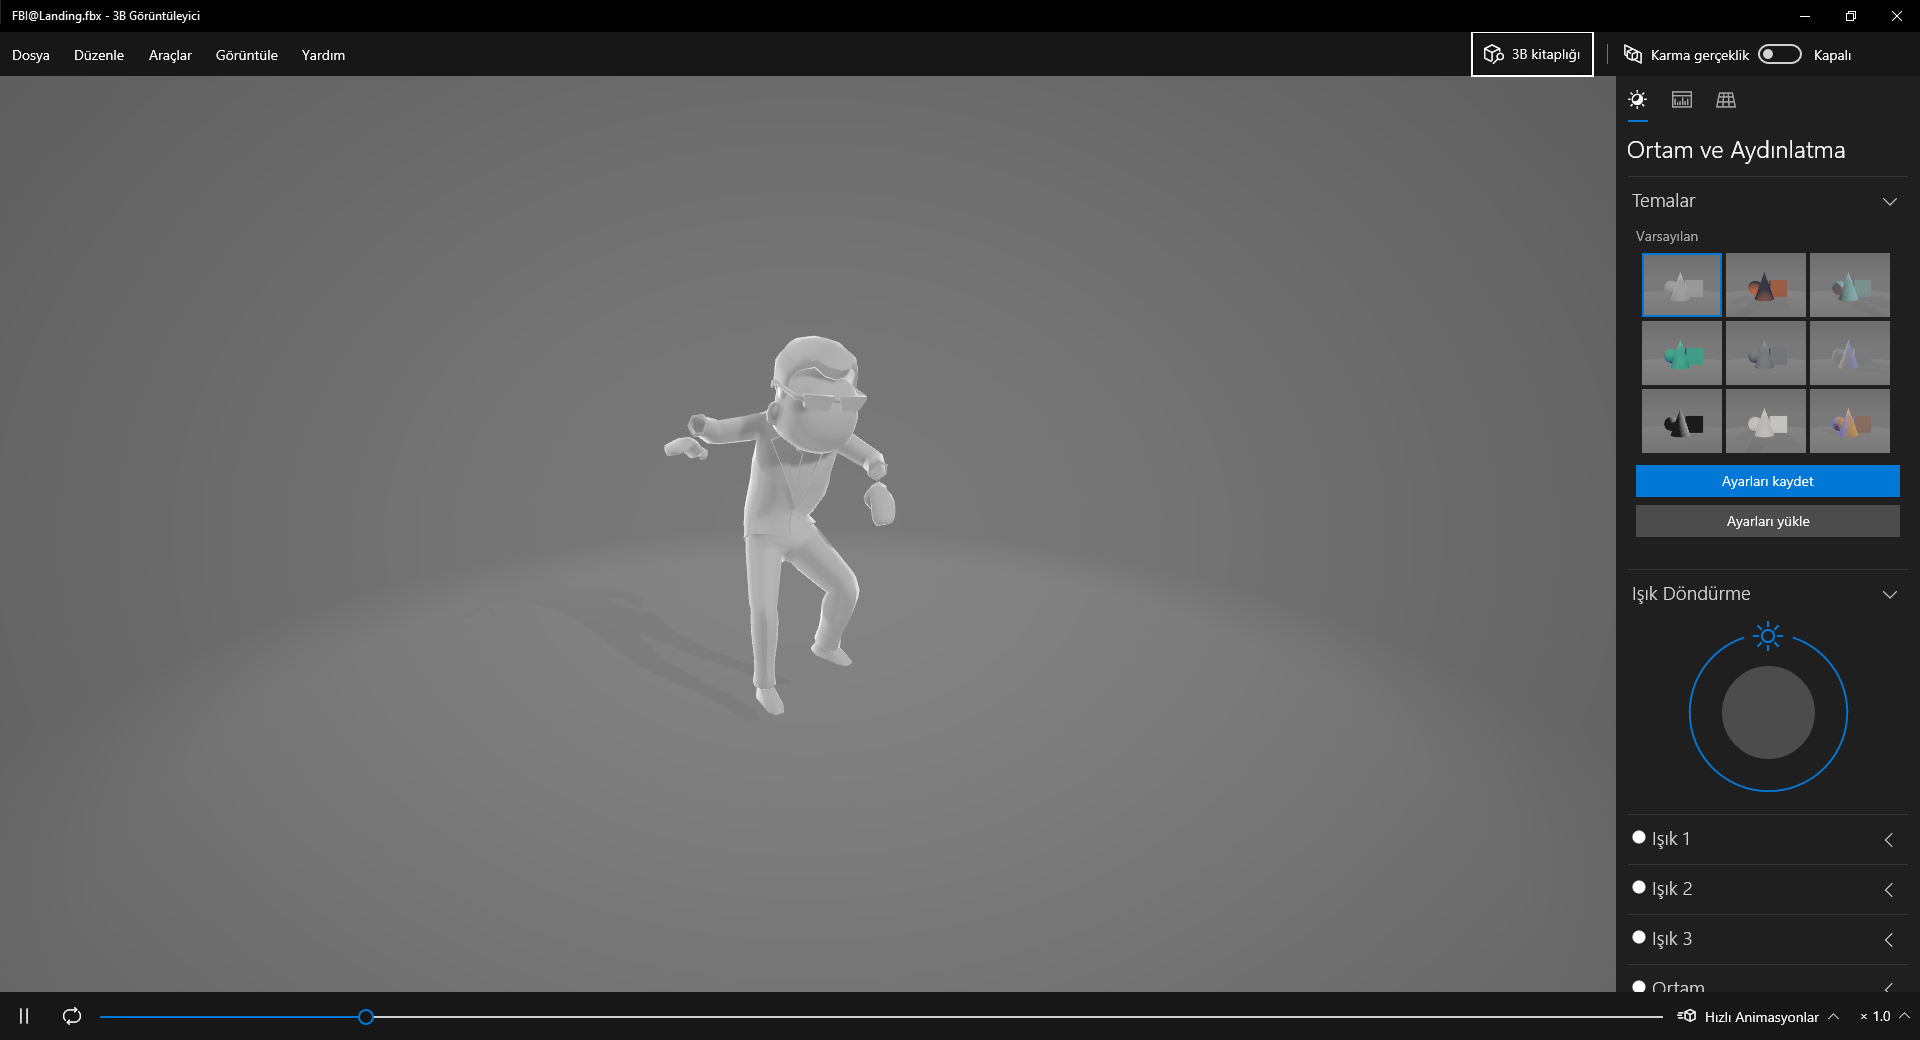 FBI@Landing.fbx - 3B Görüntüleyici
Dosya Düzenle Araçlar Görüntüle Yardım
3B kitaplığı
Karma gerçeklik Kapalı
Ortam ve Aydınlatma
Temalar
Varsayılan
Ayarları kaydet
Ayarları yükle
Işık Döndürme
Işık 1
Işık 2
Işık 3
Ortam
Hızlı Animasyonlar × 1.0